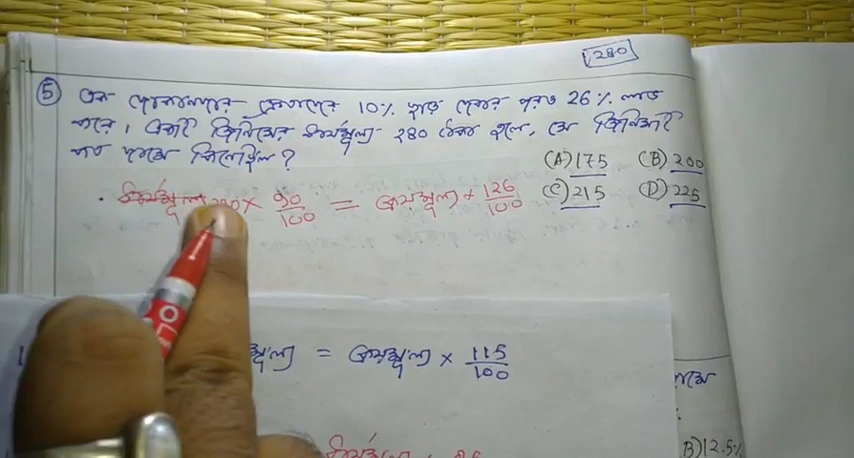 280
⑤ এক দোকানদার ক্রেতাদের 10% ছাড় দেবার পরও 26% লাভ
করে। একটি জিনিসের ধার্যমূল্য 280 টাকা হলে, সে জিনিসটি
কত দামে কিনেছিল?
(A) 175 (B) 200
(C) 215 (D) 225
ধার্যমূল্য × 90/100 = ক্রয়মূল্য × 126/100
মূল্য = ক্রয়মূল্য × 115/100
ধার্য
B) 12.5%